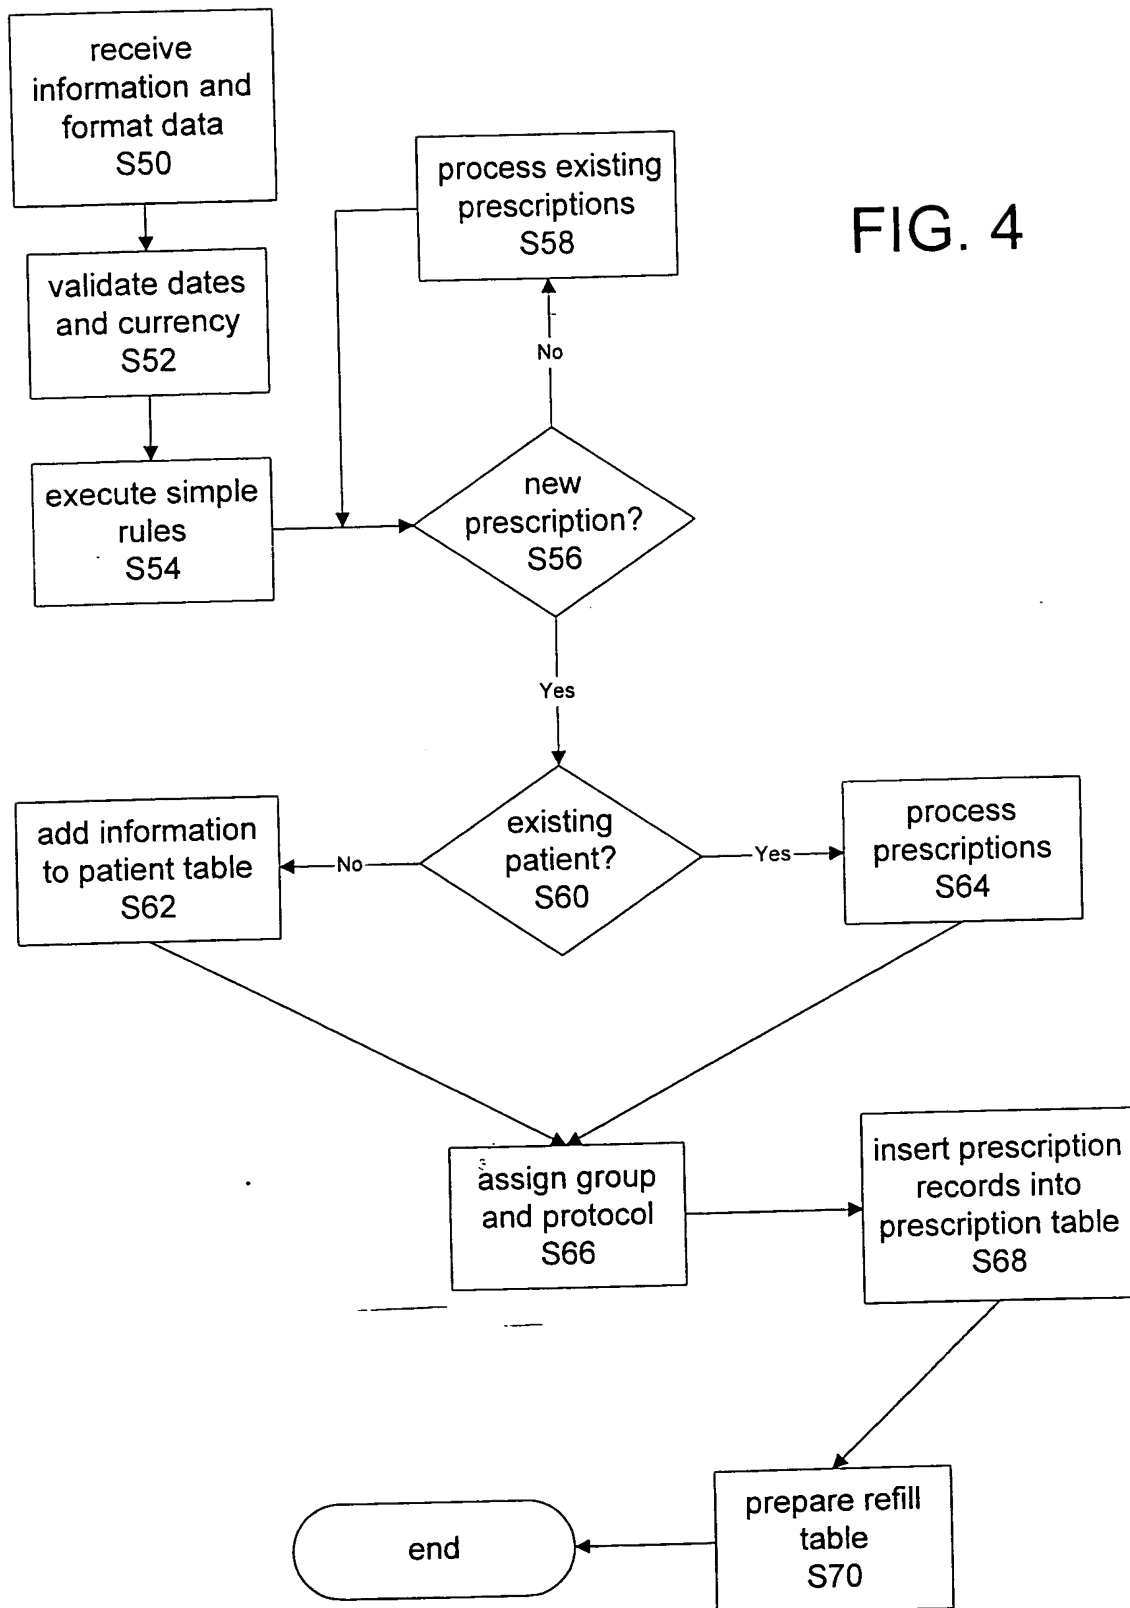 receive
information and
format data
S50
process existing
prescriptions
S58
FIG. 4
validate dates
and currency
S52
No
execute simple
rules
S54
new
prescription?
S56
Yes
add information
to patient table
S62
No
existing
patient?
S60
Yes
process
prescriptions
S64
assign group
and protocol
S66
insert prescription
records into
prescription table
S68
prepare refill
table
S70
end